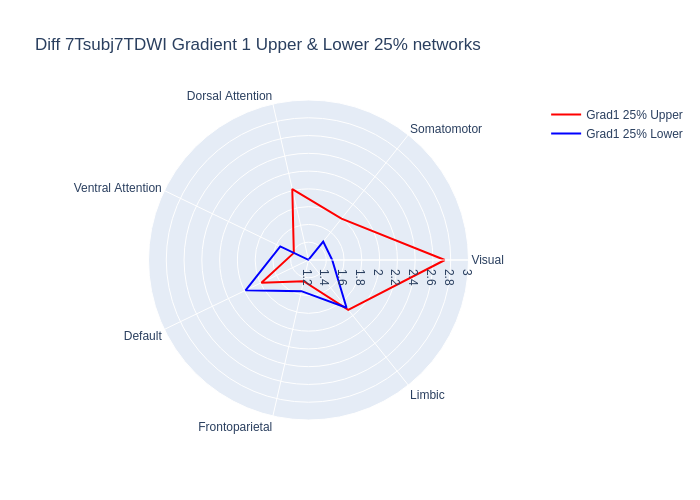 Diff 7Tsubj7TDWI Gradient 1 Upper & Lower 25% networks
Dorsal Attention
Somatomotor
Grad1 25% Upper
Grad1 25% Lower
Ventral Attention
Visual
1.2
1.4
1.6
1.8
2
2.2
2.4
2.6
2.8
3
Default
Limbic
Frontoparietal